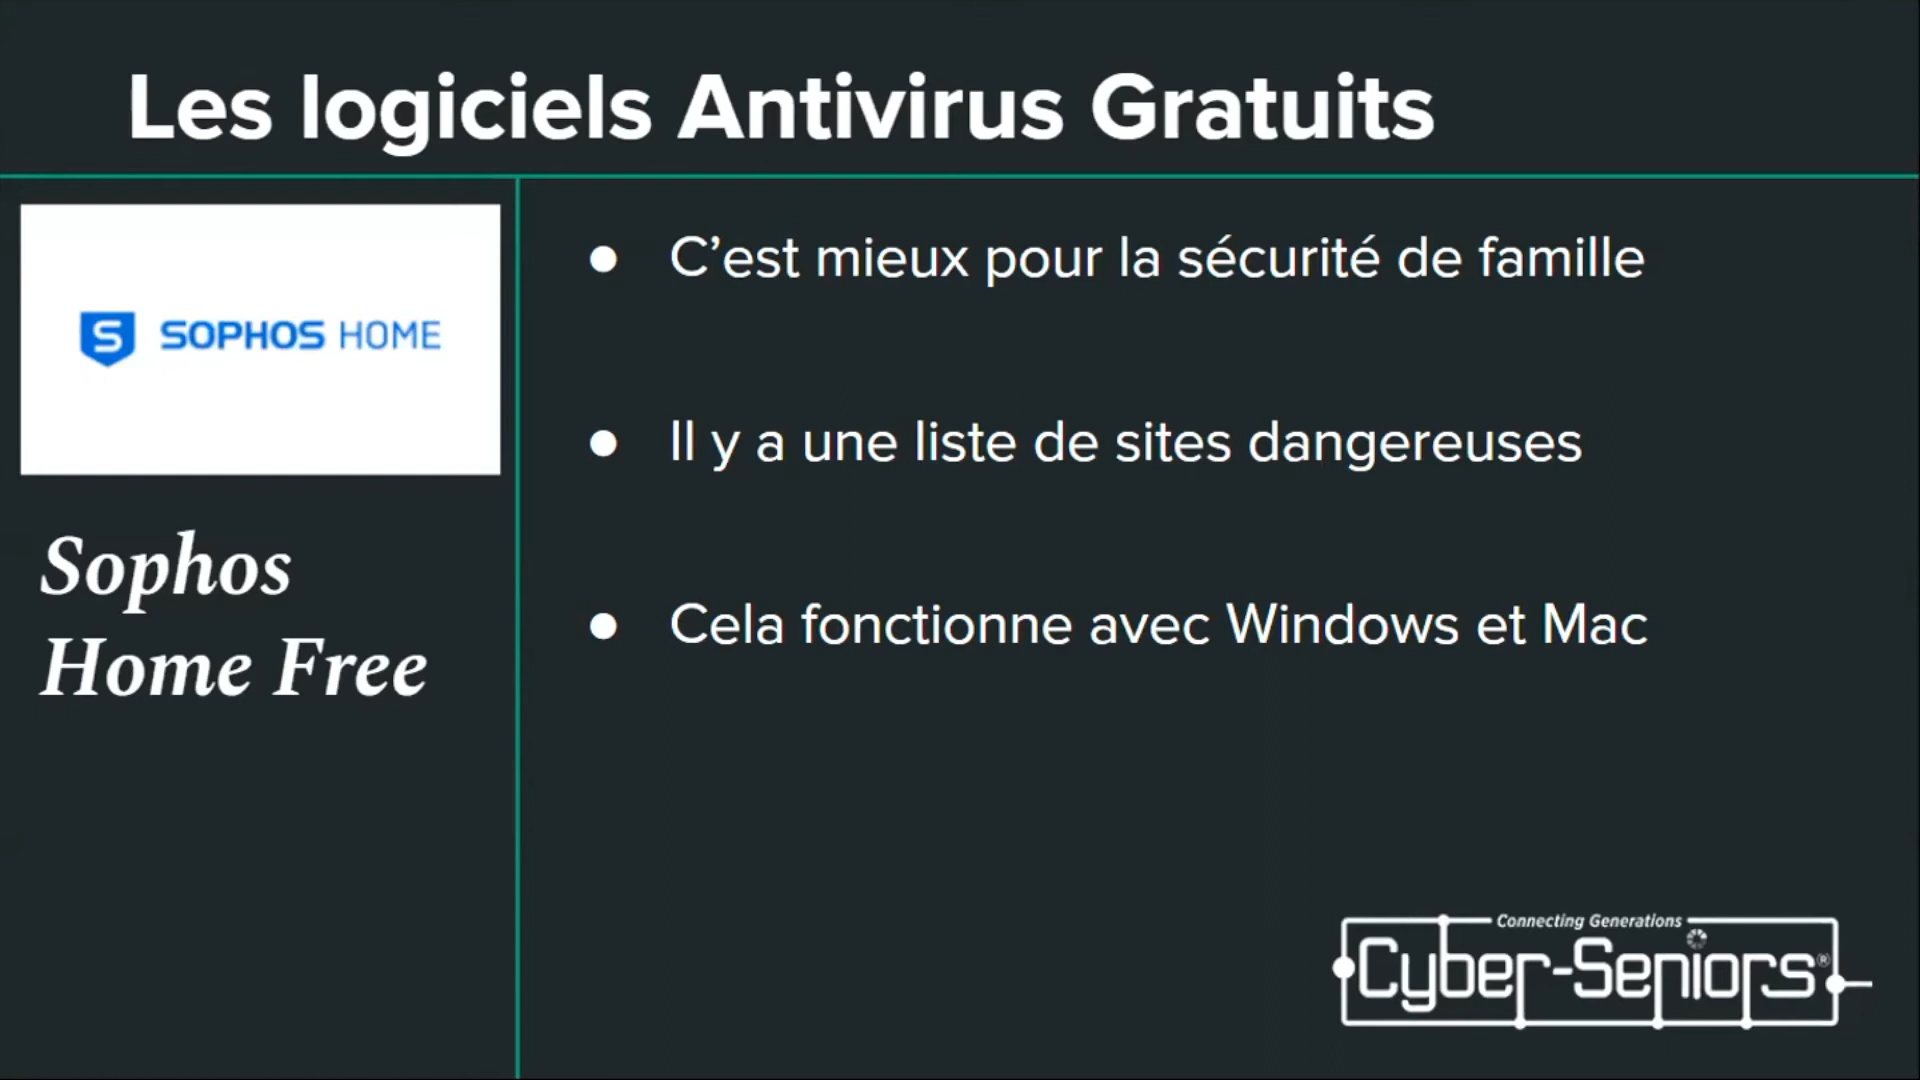 Les logiciels Antivirus Gratuits
S SOPHOS HOME
Sophos
Home Free
● C’est mieux pour la sécurité de famille
● Il y a une liste de sites dangereuses
● Cela fonctionne avec Windows et Mac
Connecting Generations
Cyber-Seniors®